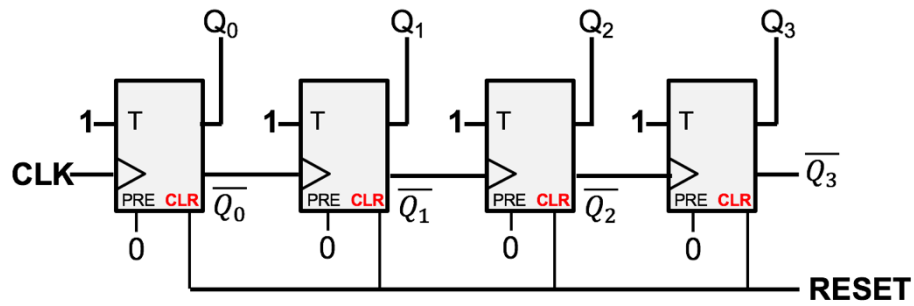 Q₀ Q₁ Q₂ Q₃
1 T 1 T 1 T 1 T
CLK Q̅₀ Q̅₁ Q̅₂ Q̅₃
PRE CLR PRE CLR PRE CLR PRE CLR
0 0 0 0
RESET